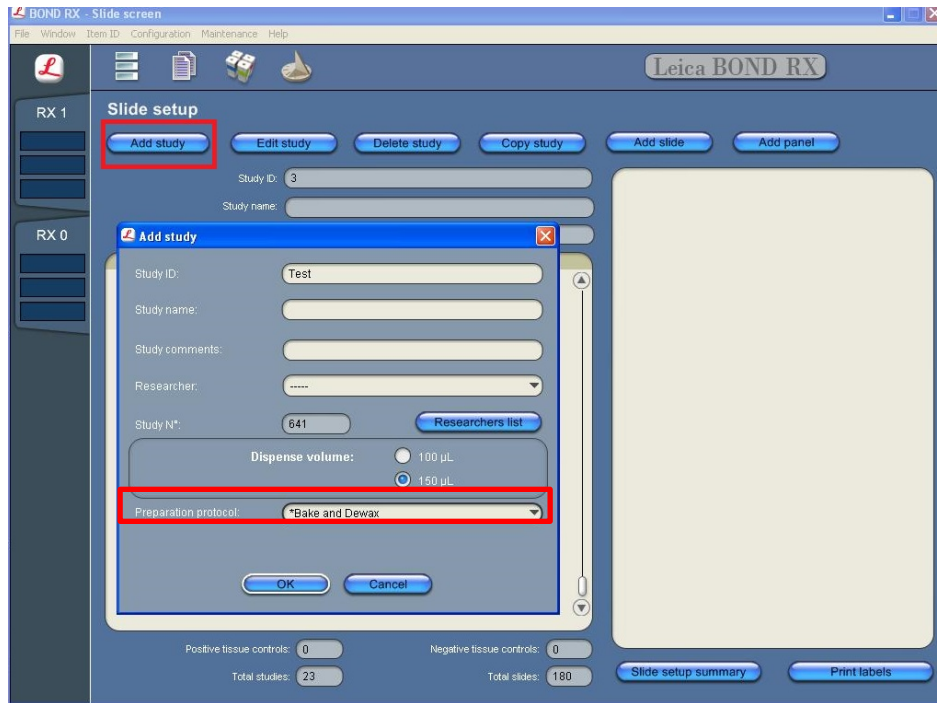 BOND RX - Slide screen
File Window Item ID Configuration Maintenance Help
Leica BOND RX
RX 1
Slide setup
Add study Edit study Delete study Copy study Add slide Add panel
Study ID: 3
Study name:
RX 0
Add study
Study ID: Test
Study name:
Study comments:
Researcher: -----
Study N°: 641 Researchers list
Dispense volume: 100 µL
150 µL
Preparation protocol: *Bake and Dewax
OK Cancel
Positive tissue controls: 0 Negative tissue controls: 0
Total studies: 23 Total slides: 180
Slide setup summary Print labels